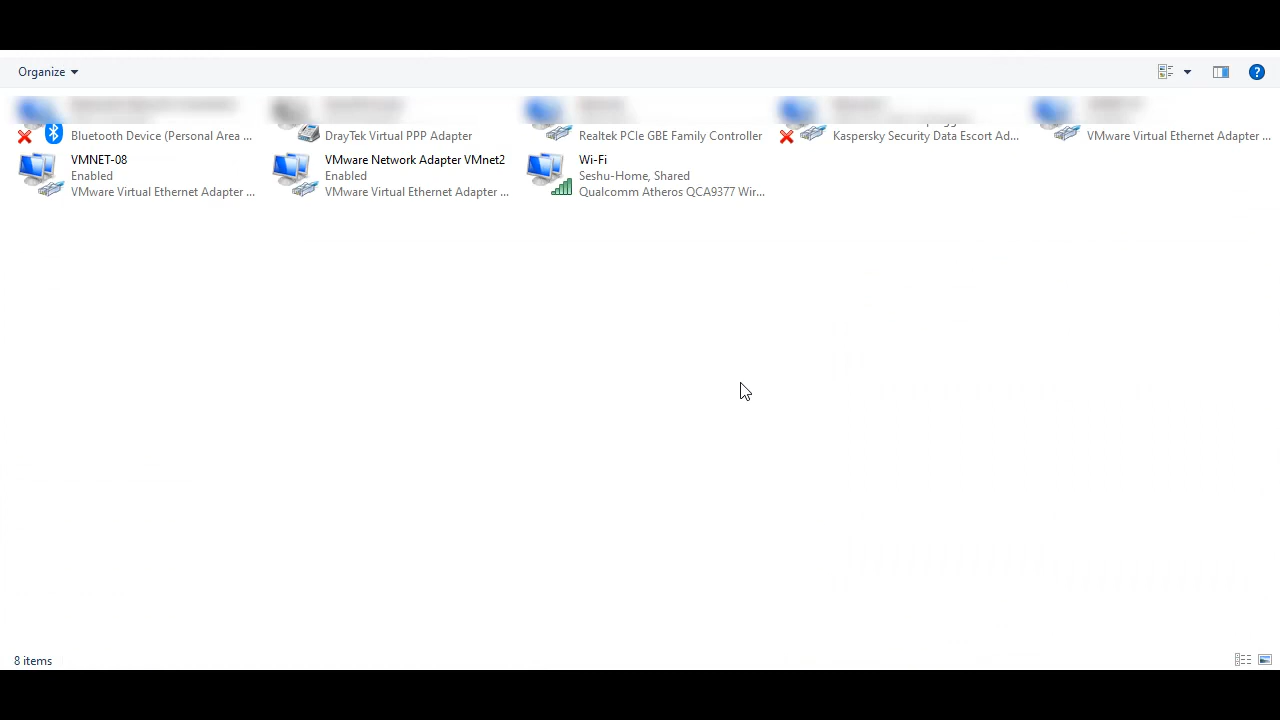 Organize
Bluetooth Device (Personal Area ...
DrayTek Virtual PPP Adapter
Realtek PCIe GBE Family Controller
Kaspersky Security Data Escort Ad...
VMware Virtual Ethernet Adapter ...
VMNET-08
Enabled
VMware Virtual Ethernet Adapter ...
VMware Network Adapter VMnet2
Enabled
VMware Virtual Ethernet Adapter ...
Wi-Fi
Seshu-Home, Shared
Qualcomm Atheros QCA9377 Wir...
8 items